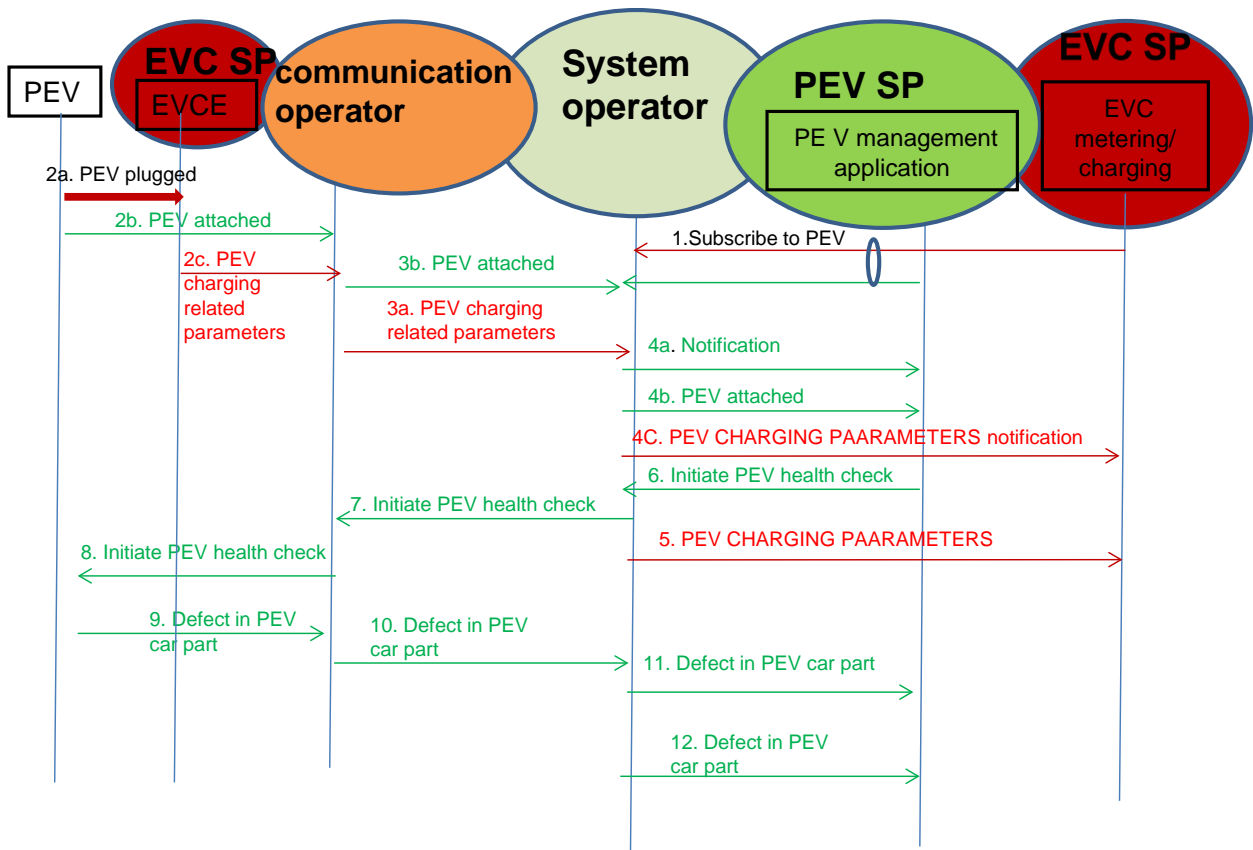 EVC SP
EVCE
PEV
communication
operator
System
operator
PEV SP
PE V management
application
EVC SP
EVC
metering/
charging
2a. PEV plugged
2b. PEV attached
1.Subscribe to PEV
2c. PEV
charging
related
parameters
3b. PEV attached
3a. PEV charging
related parameters
4a. Notification
4b. PEV attached
4C. PEV CHARGING PAARAMETERS notification
6. Initiate PEV health check
7. Initiate PEV health check
5. PEV CHARGING PAARAMETERS
8. Initiate PEV health check
9. Defect in PEV
car part
10. Defect in PEV
car part
11. Defect in PEV car part
12. Defect in PEV
car part